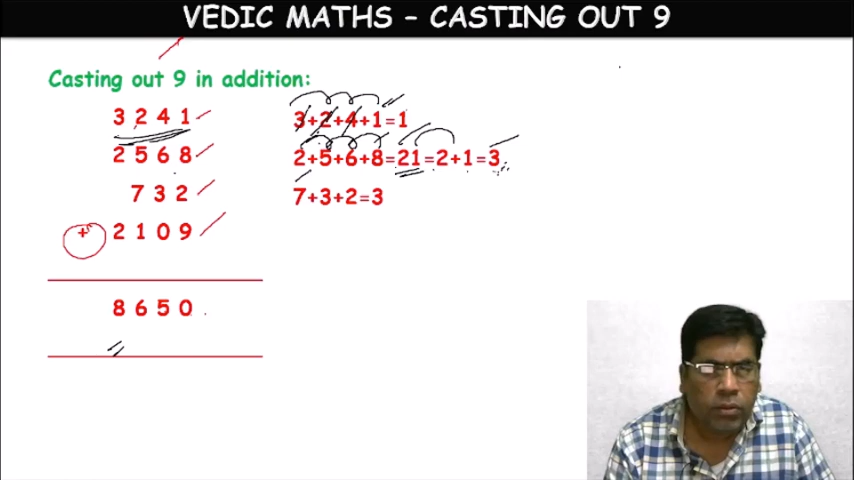 VEDIC MATHS – CASTING OUT 9
Casting out 9 in addition:
3 2 4 1
3+2+4+1=1
2 5 6 8
2+5+6+8=21=2+1=3
7 3 2
7+3+2=3
+ 2 1 0 9
8 6 5 0